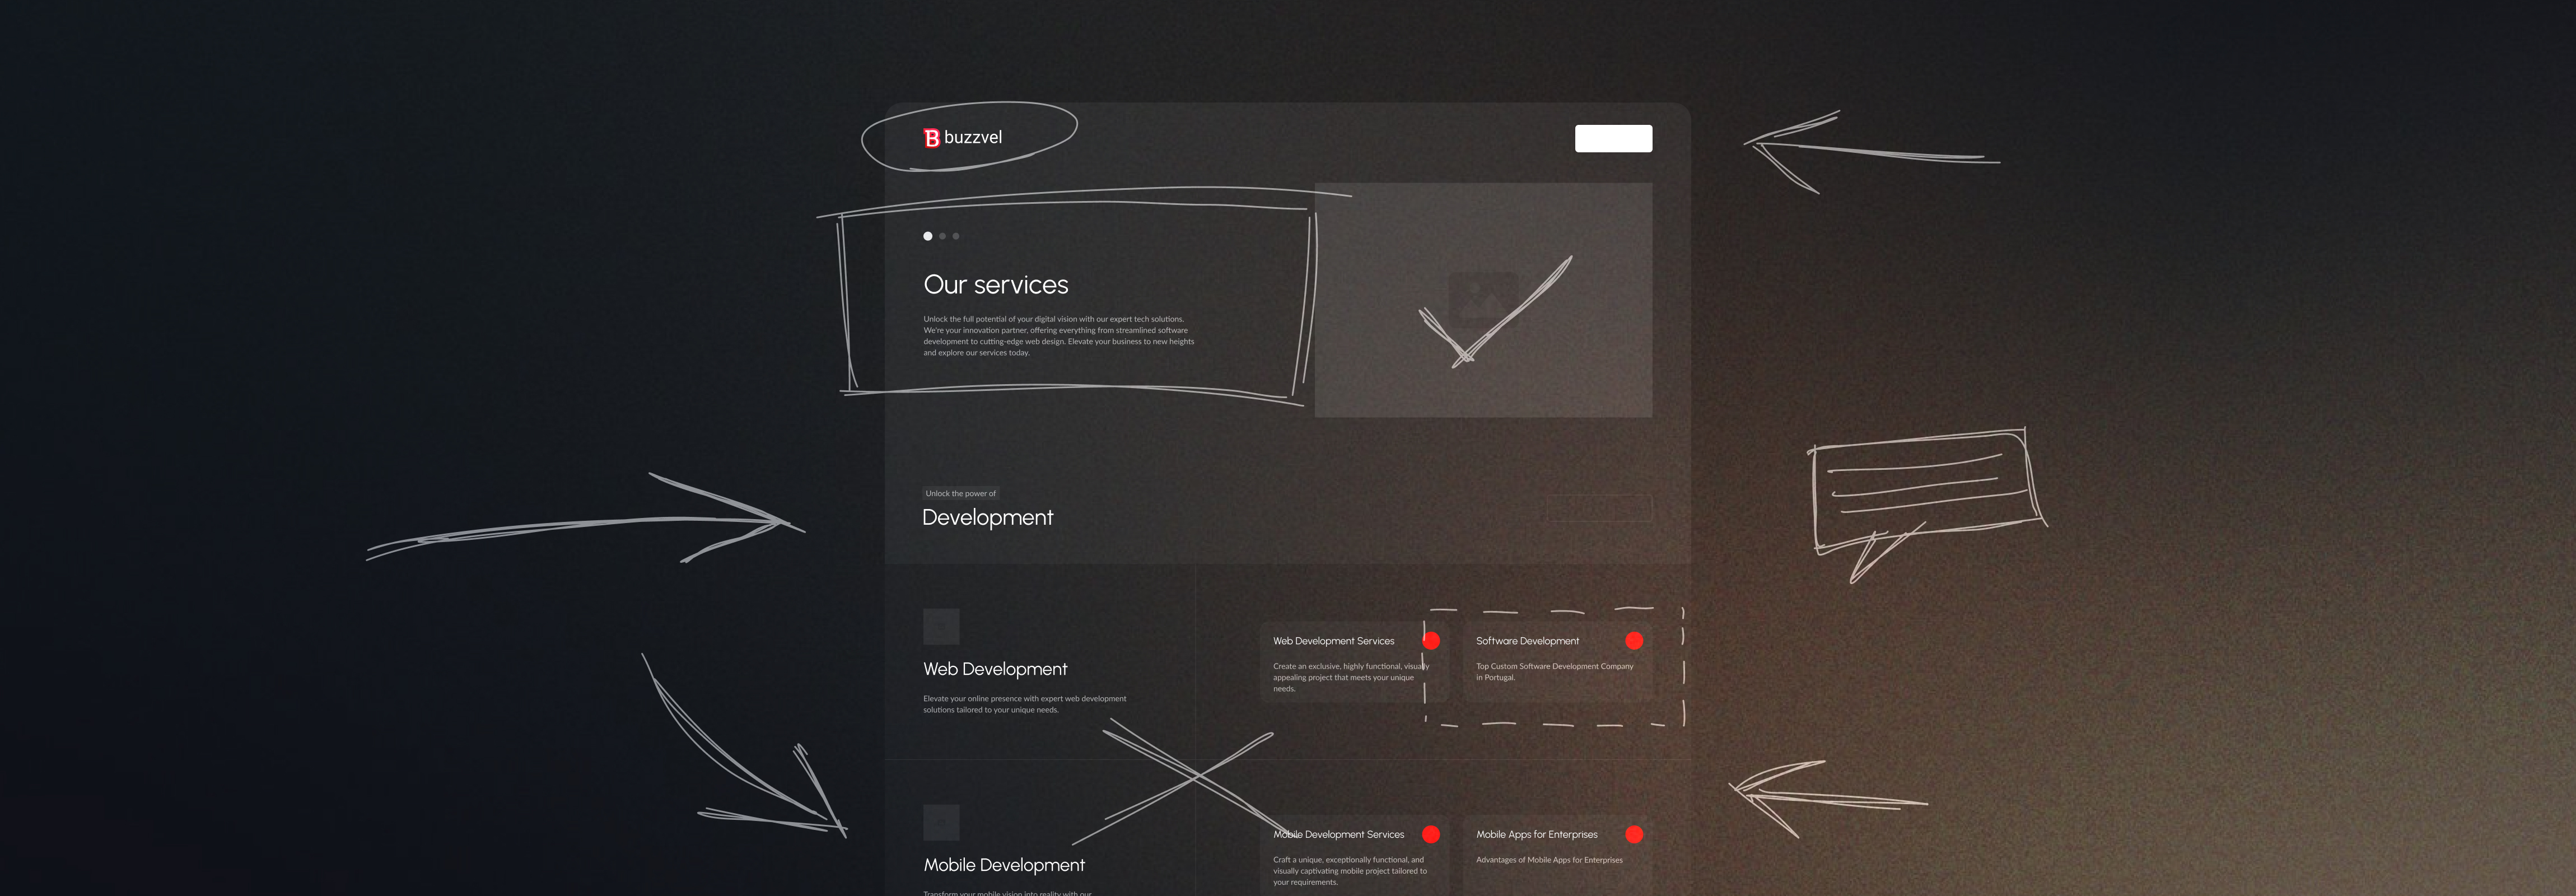 B buzzvel
Our services
Unlock the full potential of your digital vision with our expert tech solutions.
We're your innovation partner, offering everything from streamlined software
development to cutting-edge web design. Elevate your business to new heights
and explore our services today.
Unlock the power of
Development
Web Development
Elevate your online presence with expert web development
solutions tailored to your unique needs.
Web Development Services
Create an exclusive, highly functional, visually
appealing project that meets your unique
needs.
Software Development
Top Custom Software Development Company
in Portugal.
Mobile Development
Transform your mobile vision into reality with our
Mobile Development Services
Craft a unique, exceptionally functional, and
visually captivating mobile project tailored to
your requirements.
Mobile Apps for Enterprises
Advantages of Mobile Apps for Enterprises